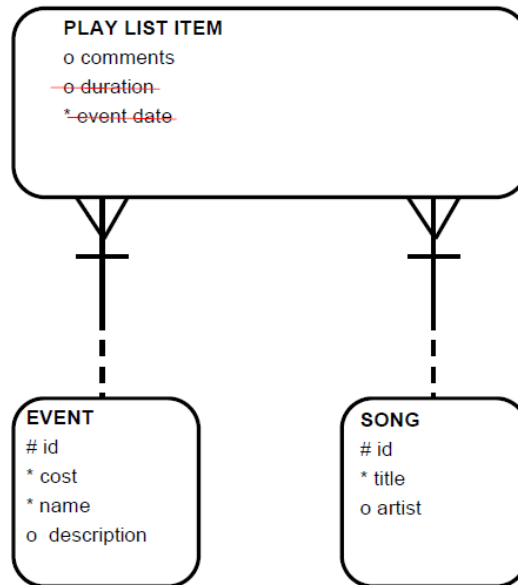 PLAY LIST ITEM
o comments
o duration
* event date
EVENT
# id
* cost
* name
o description
SONG
# id
* title
o artist